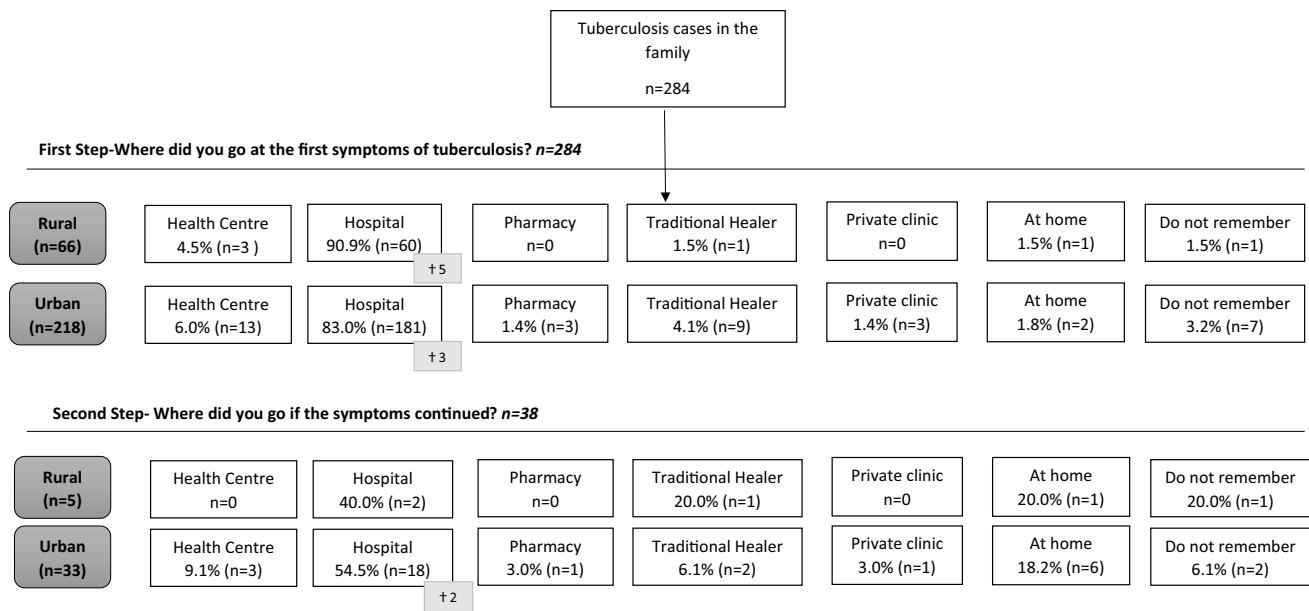 Tuberculosis cases in the
family
n=284
First Step-Where did you go at the first symptoms of tuberculosis? n=284
Rural
(n=66)
Health Centre
4.5% (n=3 )
Hospital
90.9% (n=60)
†5
Pharmacy
n=0
Traditional Healer
1.5% (n=1)
Private clinic
n=0
At home
1.5% (n=1)
Do not remember
1.5% (n=1)
Urban
(n=218)
Health Centre
6.0% (n=13)
Hospital
83.0% (n=181)
†3
Pharmacy
1.4% (n=3)
Traditional Healer
4.1% (n=9)
Private clinic
1.4% (n=3)
At home
1.8% (n=2)
Do not remember
3.2% (n=7)
Second Step- Where did you go if the symptoms continued? n=38
Rural
(n=5)
Health Centre
n=0
Hospital
40.0% (n=2)
Pharmacy
n=0
Traditional Healer
20.0% (n=1)
Private clinic
n=0
At home
20.0% (n=1)
Do not remember
20.0% (n=1)
Urban
(n=33)
Health Centre
9.1% (n=3)
Hospital
54.5% (n=18)
†2
Pharmacy
3.0% (n=1)
Traditional Healer
6.1% (n=2)
Private clinic
3.0% (n=1)
At home
18.2% (n=6)
Do not remember
6.1% (n=2)